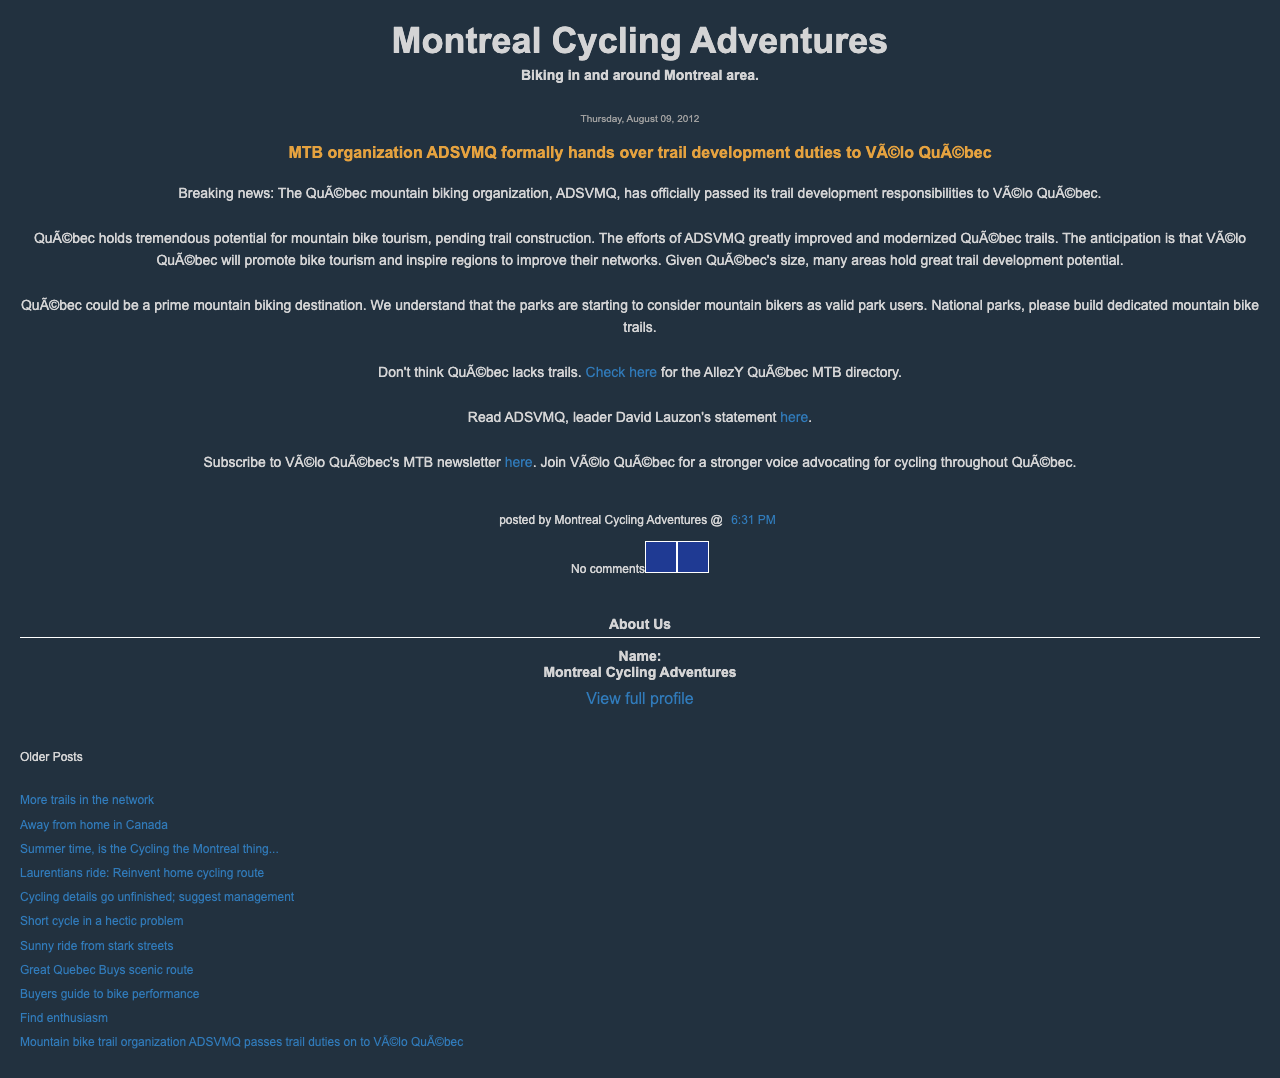 Montreal Cycling Adventures
Biking in and around Montreal area.
Thursday, August 09, 2012
MTB organization ADSVMQ formally hands over trail development duties to VÃ©lo QuÃ©bec
Breaking news: The QuÃ©bec mountain biking organization, ADSVMQ, has officially passed its trail development responsibilities to VÃ©lo QuÃ©bec.
QuÃ©bec holds tremendous potential for mountain bike tourism, pending trail construction. The efforts of ADSVMQ greatly improved and modernized QuÃ©bec trails. The anticipation is that VÃ©lo
QuÃ©bec will promote bike tourism and inspire regions to improve their networks. Given QuÃ©bec's size, many areas hold great trail development potential.
QuÃ©bec could be a prime mountain biking destination. We understand that the parks are starting to consider mountain bikers as valid park users. National parks, please build dedicated mountain bike
trails.
Don't think QuÃ©bec lacks trails. Check here for the AllezY QuÃ©bec MTB directory.
Read ADSVMQ, leader David Lauzon's statement here.
Subscribe to VÃ©lo QuÃ©bec's MTB newsletter here. Join VÃ©lo QuÃ©bec for a stronger voice advocating for cycling throughout QuÃ©bec.
posted by Montreal Cycling Adventures @ 6:31 PM
No comments
About Us
Name:
Montreal Cycling Adventures
View full profile
Older Posts
More trails in the network
Away from home in Canada
Summer time, is the Cycling the Montreal thing...
Laurentians ride: Reinvent home cycling route
Cycling details go unfinished; suggest management
Short cycle in a hectic problem
Sunny ride from stark streets
Great Quebec Buys scenic route
Buyers guide to bike performance
Find enthusiasm
Mountain bike trail organization ADSVMQ passes trail duties on to VÃ©lo QuÃ©bec